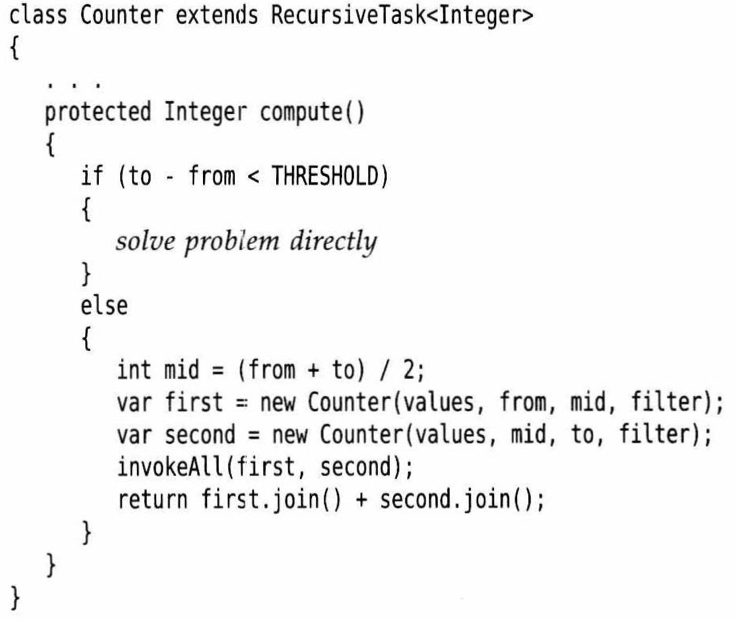 class Counter extends RecursiveTask<Integer>
{
. . .
protected Integer compute()
{
if (to - from < THRESHOLD)
{
solve problem directly
}
else
{
int mid = (from + to) / 2;
var first = new Counter(values, from, mid, filter);
var second = new Counter(values, mid, to, filter);
invokeAll(first, second);
return first.join() + second.join();
}
}
}